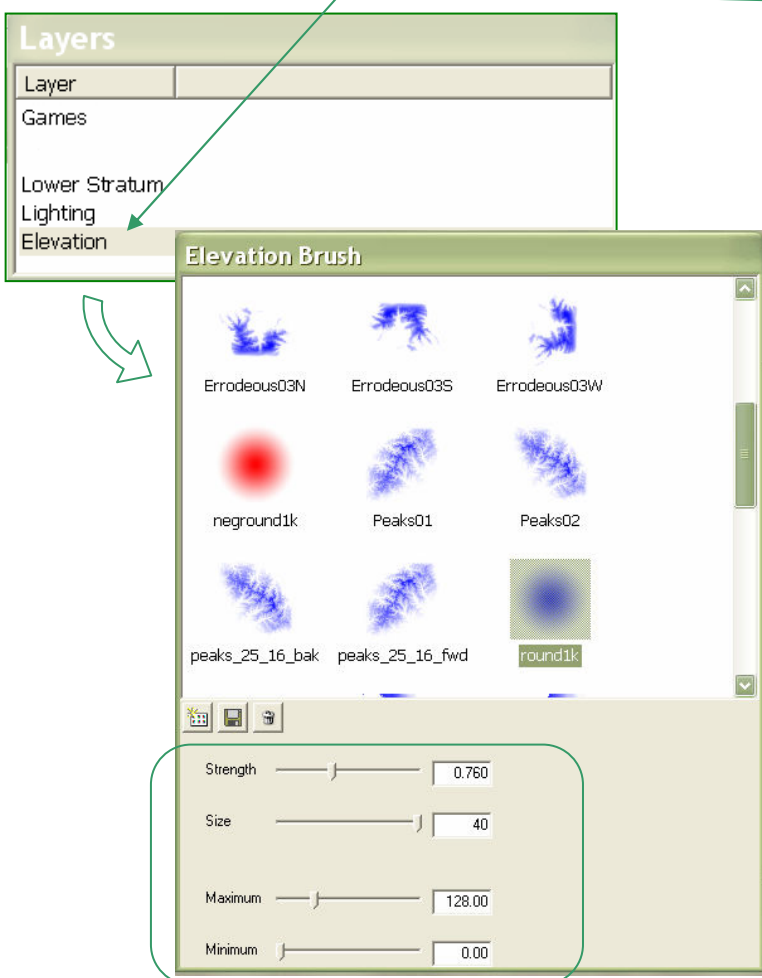 Layers
Layer
Games
Lower Stratum
Lighting
Elevation
Elevation Brush
Errodeous03N Errodeous03S Errodeous03W
neground1k Peaks01 Peaks02
peaks_25_16_bak peaks_25_16_fwd round1k
Strength 0.760
Size 40
Maximum 128.00
Minimum 0.00